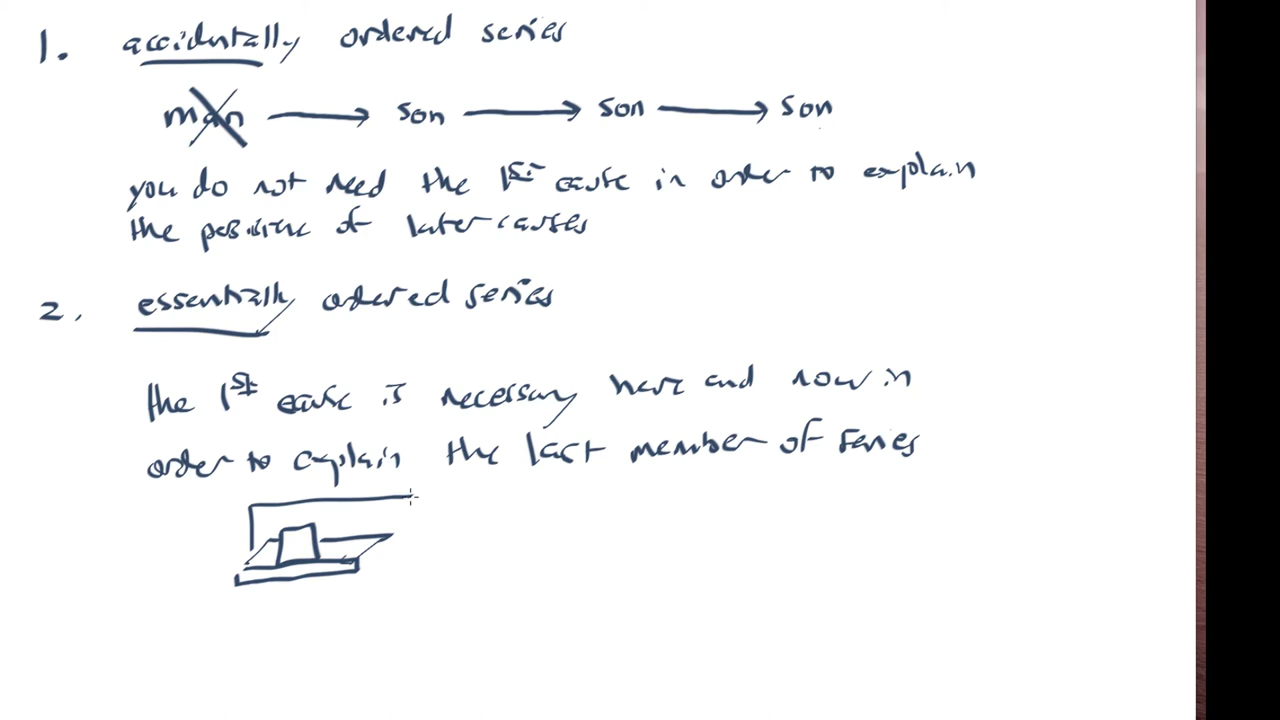 1. accidentally ordered series
man → son → son → son
you do not need the 1st cause in order to explain
the positive of later causes
2. essentially ordered series
the 1st cause is necessary here and now in
order to explain the last member of series